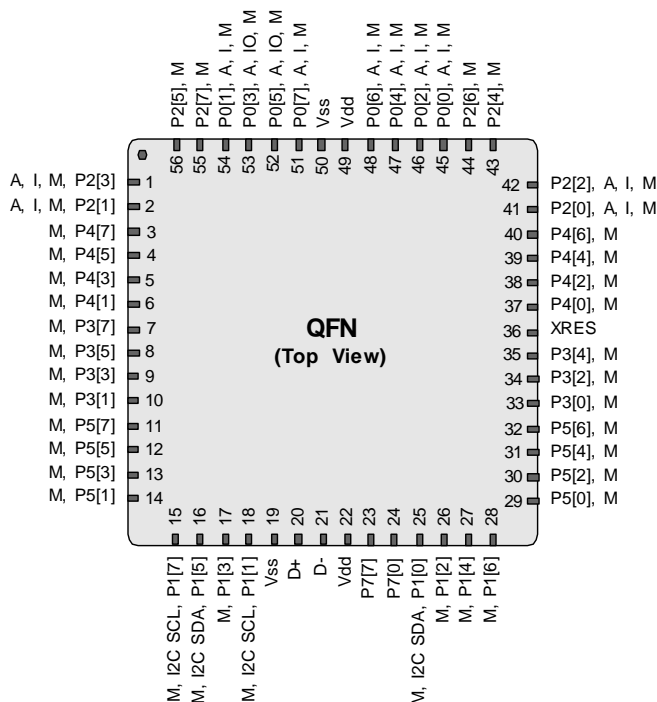 P2[5], M
P2[7], M
P0[1], A, I, M
P0[3], A, IO, M
P0[5], A, IO, M
P0[7], A, I, M
Vss
Vdd
P0[6], A, I, M
P0[4], A, I, M
P0[2], A, I, M
P0[0], A, I, M
P2[6], M
P2[4], M
56
55
54
53
52
51
50
49
48
47
46
45
44
43
A, I, M, P2[3] 1
A, I, M, P2[1] 2
M, P4[7] 3
M, P4[5] 4
M, P4[3] 5
M, P4[1] 6
M, P3[7] 7
M, P3[5] 8
M, P3[3] 9
M, P3[1] 10
M, P5[7] 11
M, P5[5] 12
M, P5[3] 13
M, P5[1] 14
QFN
(Top View)
42 P2[2], A, I, M
41 P2[0], A, I, M
40 P4[6], M
39 P4[4], M
38 P4[2], M
37 P4[0], M
36 XRES
35 P3[4], M
34 P3[2], M
33 P3[0], M
32 P5[6], M
31 P5[4], M
30 P5[2], M
29 P5[0], M
15
16
17
18
19
20
21
22
23
24
25
26
27
28
M, I2C SCL, P1[7]
M, I2C SDA, P1[5]
M, P1[3]
M, I2C SCL, P1[1]
Vss
D+
D-
Vdd
P7[7]
P7[0]
M, I2C SDA, P1[0]
M, P1[2]
M, P1[4]
M, P1[6]